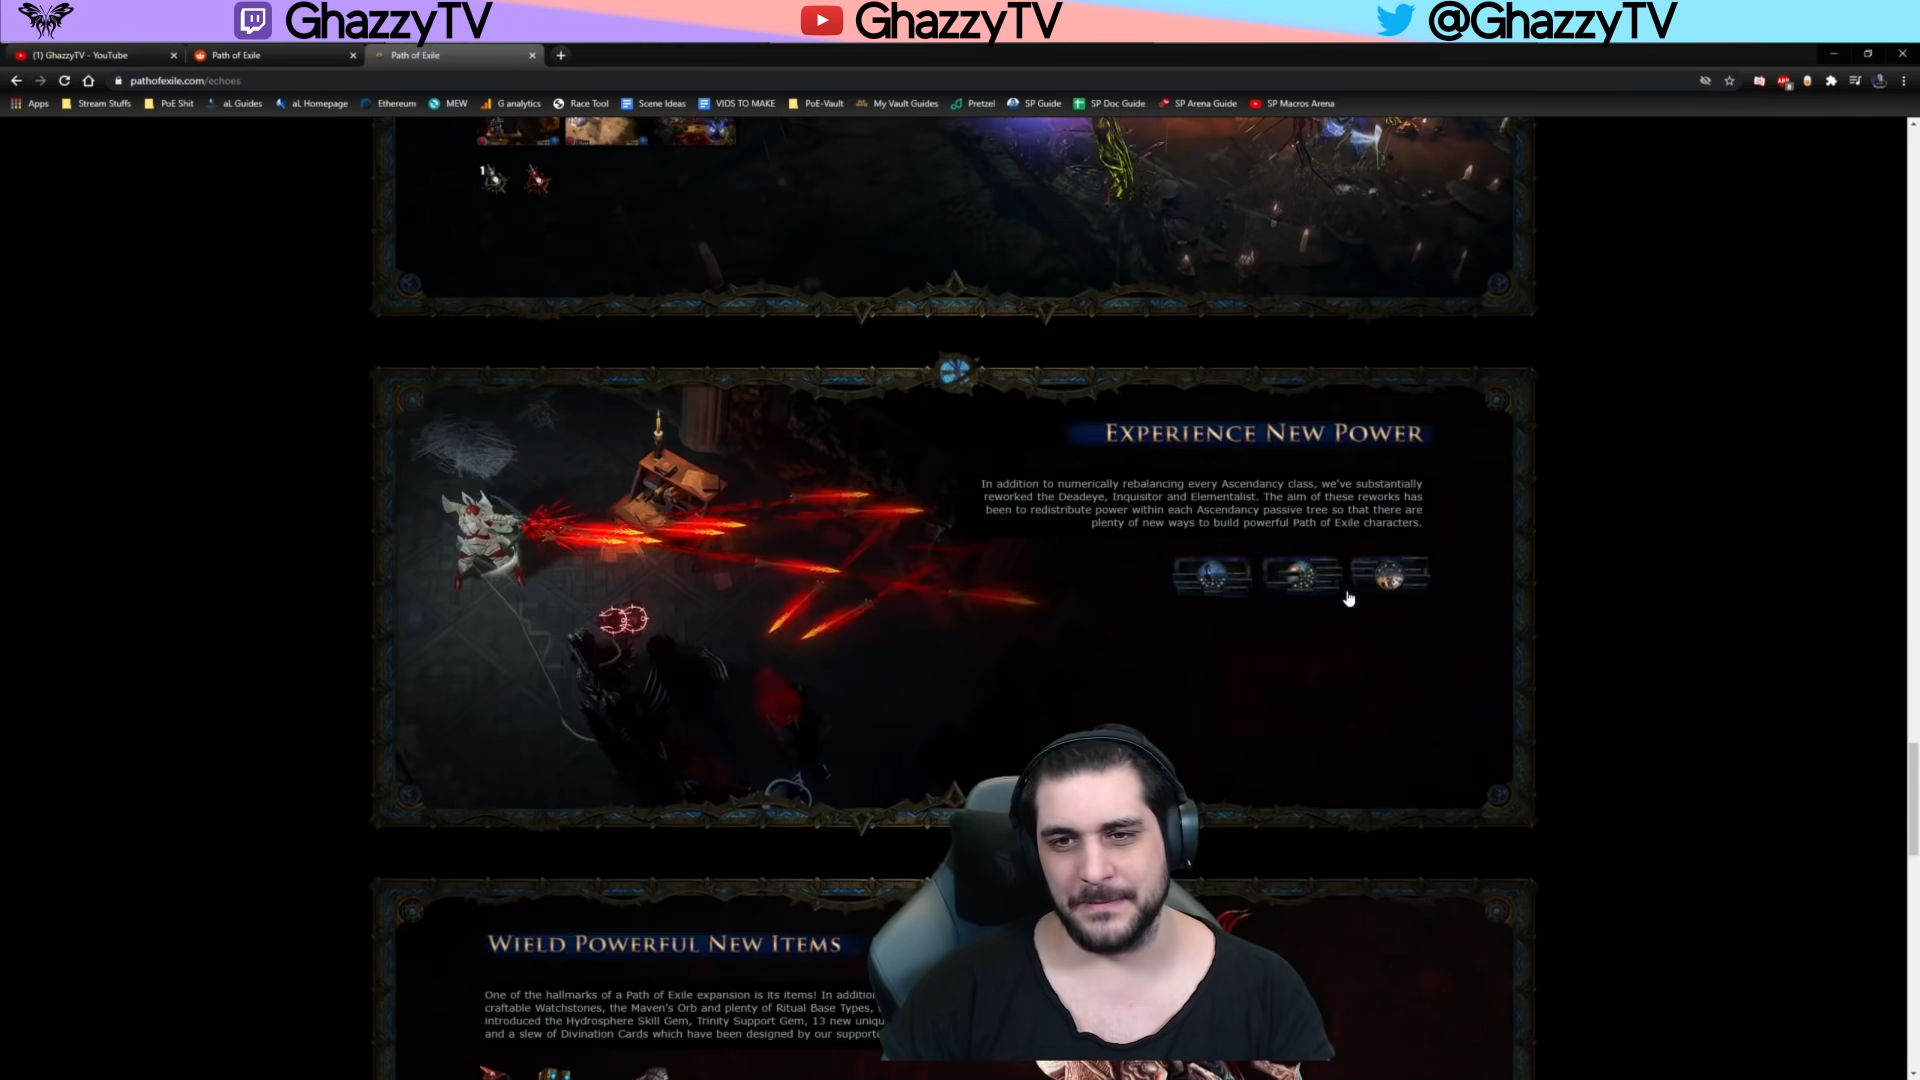 GhazzyTV GhazzyTV @GhazzyTV
(1) GhazzyTV - YouTube Path of Exile Path of Exile
pathofexile.com/echoes
Apps Stream Stuffs PoE Shit aL Guides aL Homepage Ethereum MEW G analytics Race Tool Scene Ideas VIDS TO MAKE PoE-Vault My Vault Guides Pretzel SP Guide SP Doc Guide SP Arena Guide SP Macros Arena
1
EXPERIENCE NEW POWER
In addition to numerically rebalancing every Ascendancy class, we've substantially
reworked the Deadeye, Inquisitor and Elementalist. The aim of these reworks has
been to redistribute power within each Ascendancy passive tree so that there are
plenty of new ways to build powerful Path of Exile characters.
WIELD POWERFUL NEW ITEMS
One of the hallmarks of a Path of Exile expansion is its items! In
craftable Watchstones, the Maven's Orb and plenty of Ritual Base Types,
introduced the Hydrosphere Skill Gem, Trinity Support Gem, 13 new
and a slew of Divination Cards which have been designed by our